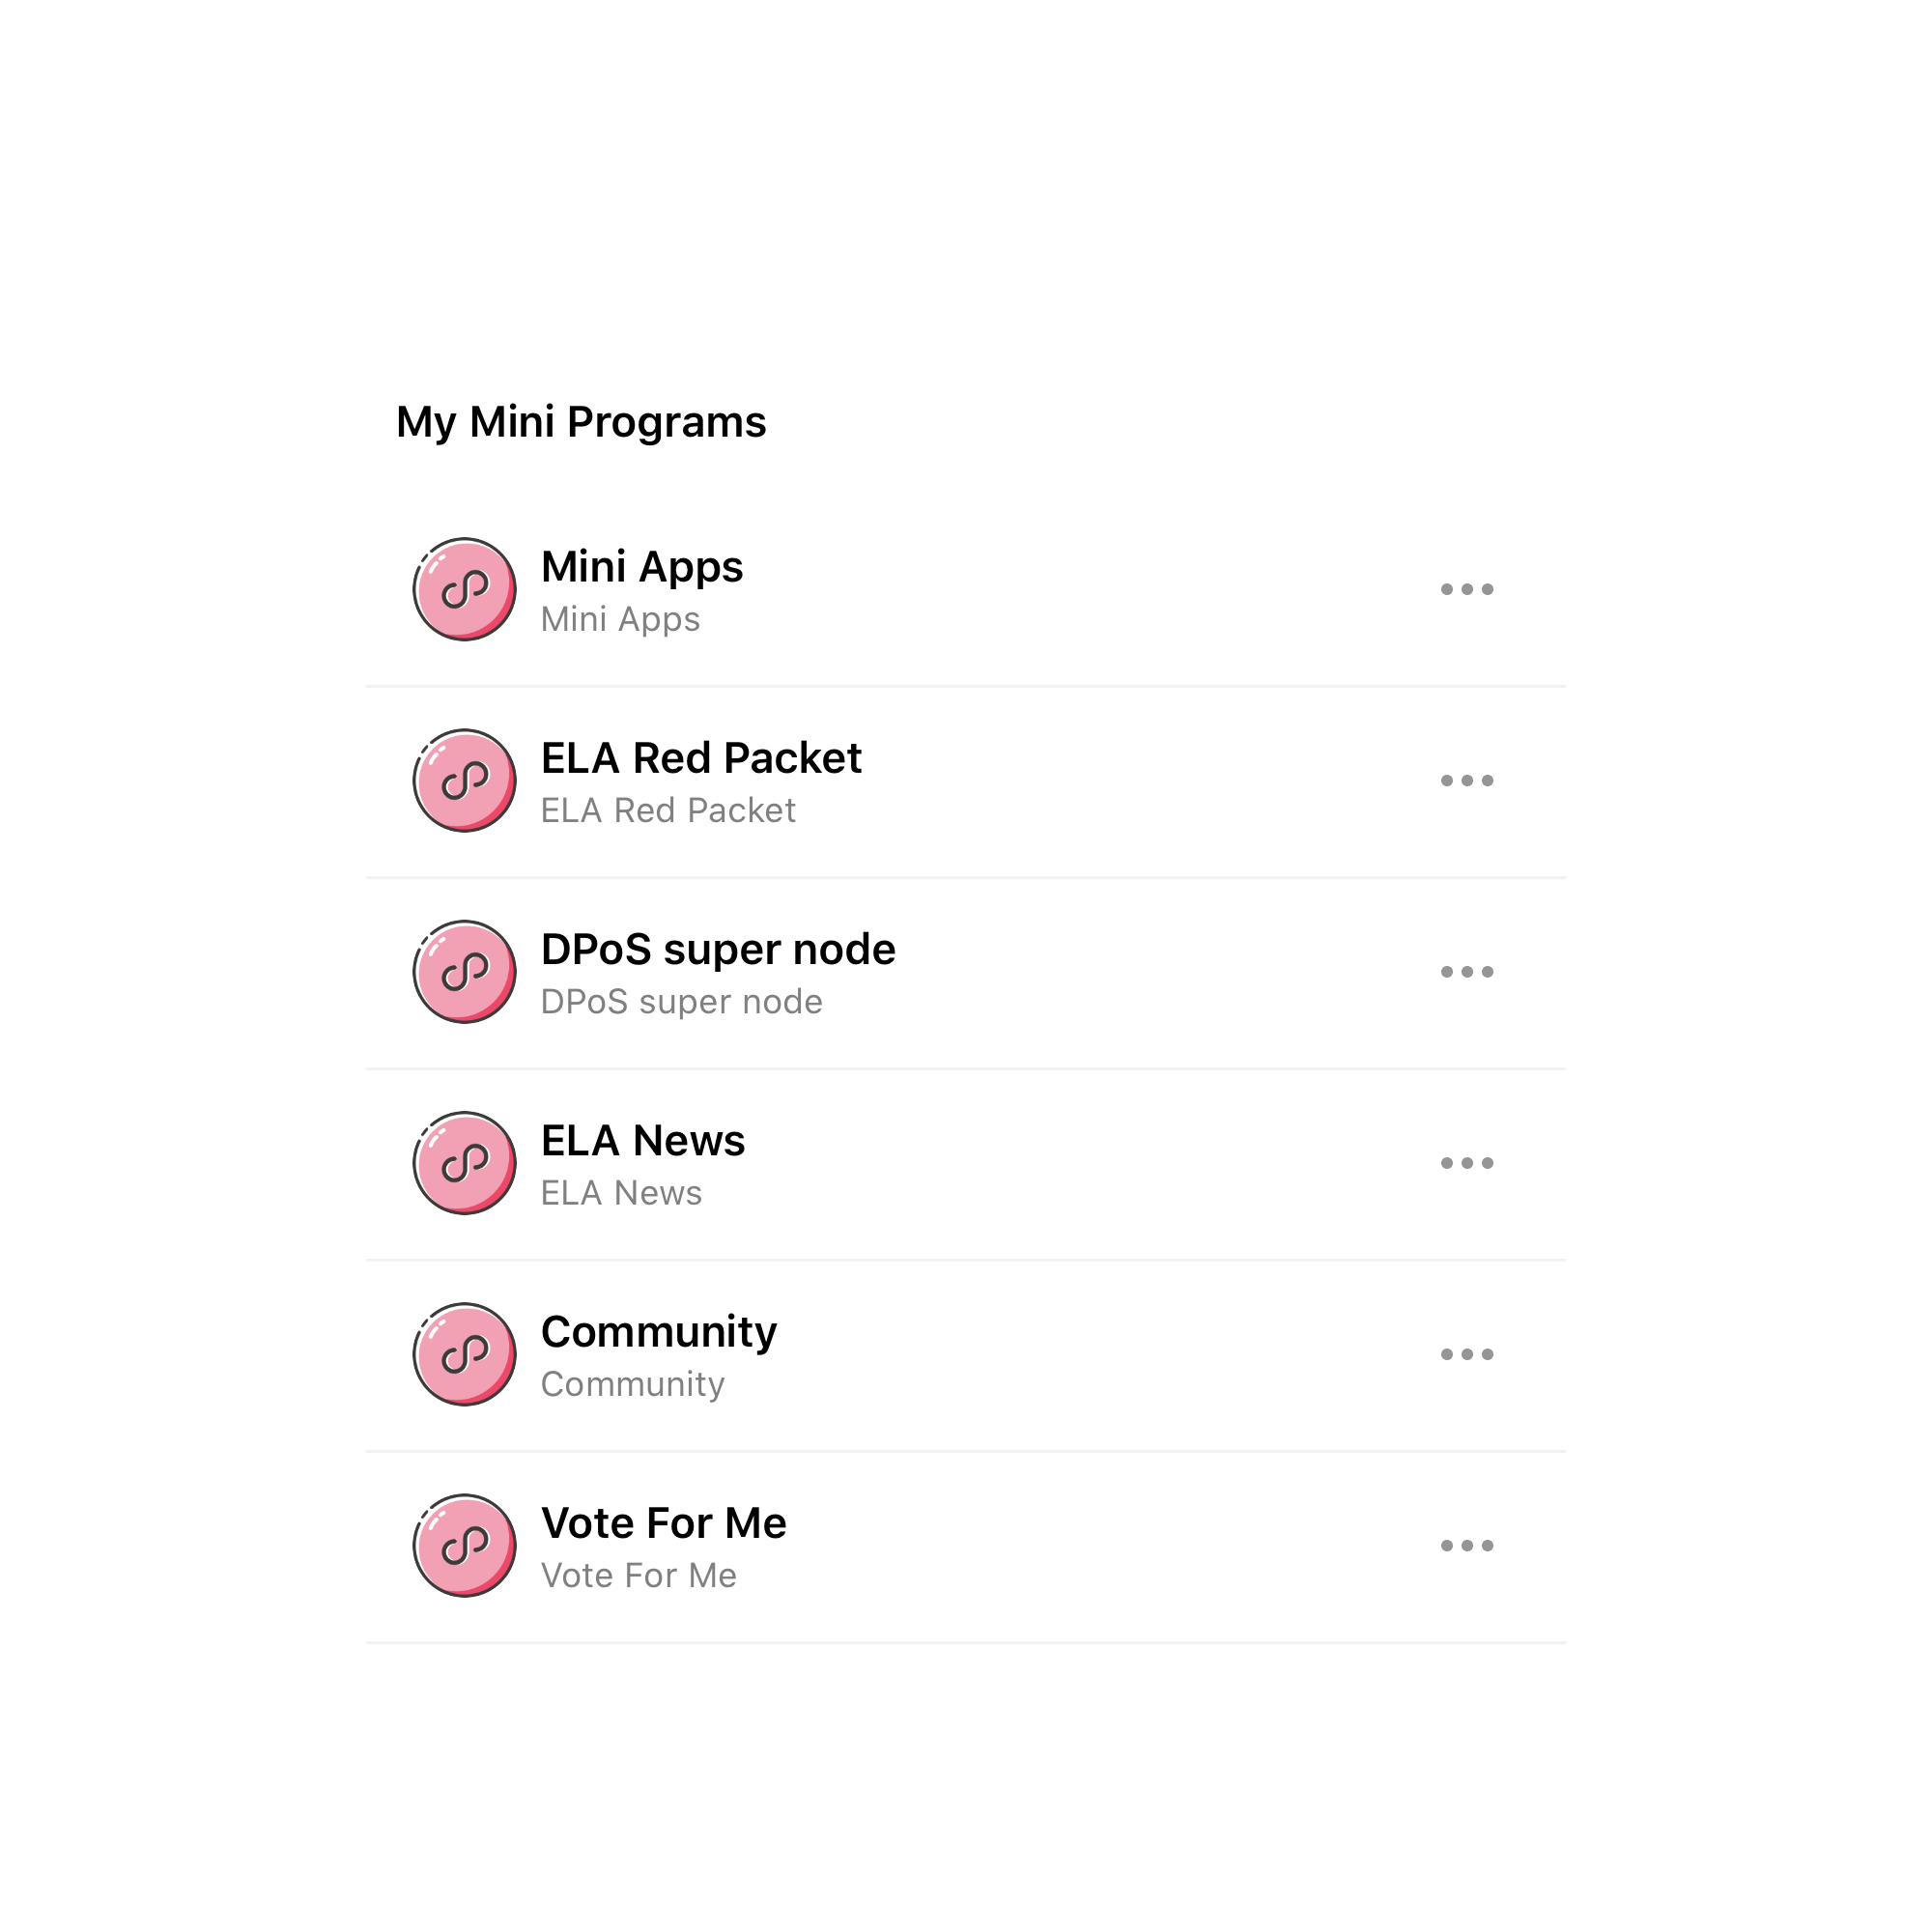 My Mini Programs
Mini Apps
Mini Apps
ELA Red Packet
ELA Red Packet
DPoS super node
DPoS super node
ELA News
ELA News
Community
Community
Vote For Me
Vote For Me